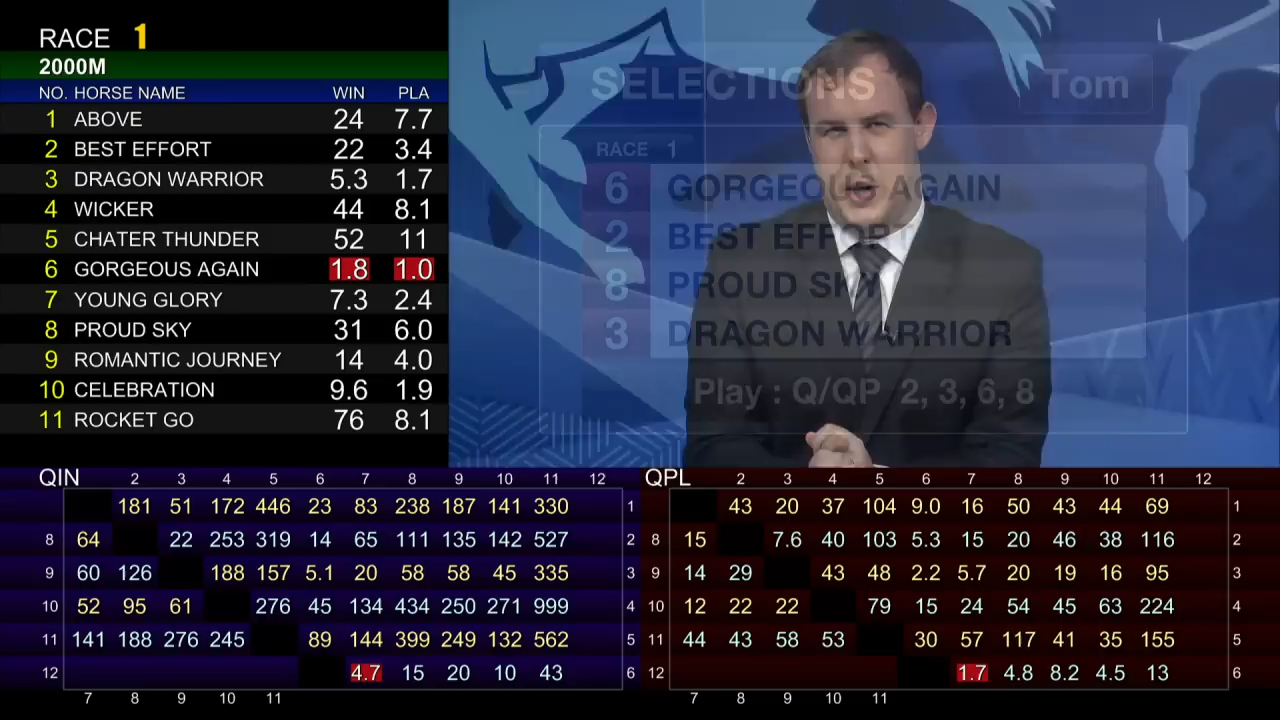 RACE 1
2000M
NO. HORSE NAME WIN PLA
1 ABOVE 24 7.7
2 BEST EFFORT 22 3.4
3 DRAGON WARRIOR 5.3 1.7
4 WICKER 44 8.1
5 CHATER THUNDER 52 11
6 GORGEOUS AGAIN 1.8 1.0
7 YOUNG GLORY 7.3 2.4
8 PROUD SKY 31 6.0
9 ROMANTIC JOURNEY 14 4.0
10 CELEBRATION 9.6 1.9
11 ROCKET GO 76 8.1
SELECTIONS Tom
RACE 1
6 GORGEOUS AGAIN
2 BEST EFFORT
8 PROUD SKY
3 DRAGON WARRIOR
Play : Q/QP 2, 3, 6, 8
QIN 2 3 4 5 6 7 8 9 10 11 12
181 51 172 446 23 83 238 187 141 330 1
8 64 22 253 319 14 65 111 135 142 527 2
9 60 126 188 157 5.1 20 58 58 45 335 3
10 52 95 61 276 45 134 434 250 271 999 4
11 141 188 276 245 89 144 399 249 132 562 5
12 4.7 15 20 10 43 6
7 8 9 10 11
QPL 2 3 4 5 6 7 8 9 10 11 12
43 20 37 104 9.0 16 50 43 44 69 1
8 15 7.6 40 103 5.3 15 20 46 38 116 2
9 14 29 43 48 2.2 5.7 20 19 16 95 3
10 12 22 22 79 15 24 54 45 63 224 4
11 44 43 58 53 30 57 117 41 35 155 5
12 1.7 4.8 8.2 4.5 13 6
7 8 9 10 11